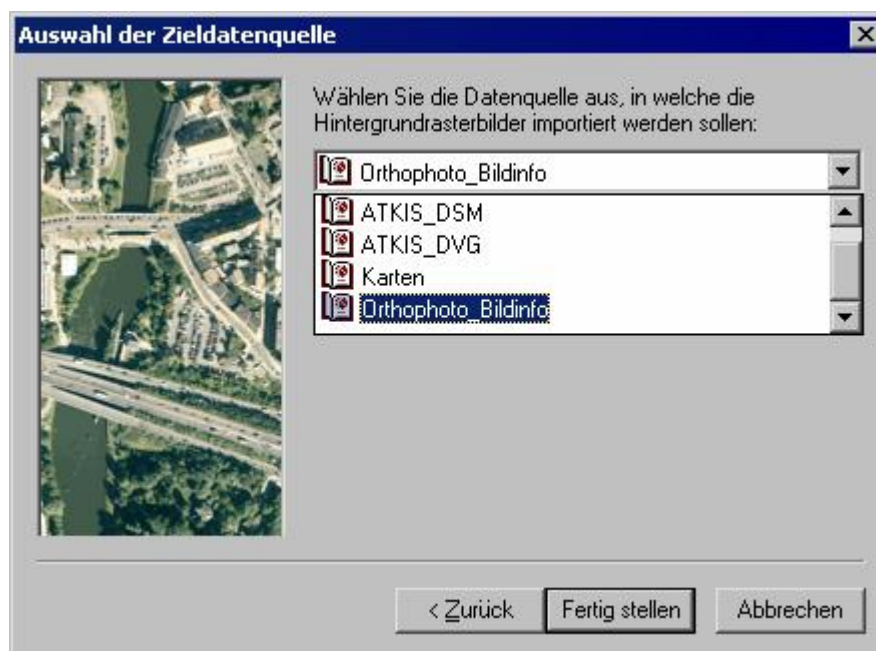 Auswahl der Zieldatenquelle
Wählen Sie die Datenquelle aus, in welche die
Hintergrundrasterbilder importiert werden sollen:
Orthophoto_Bildinfo
ATKIS_DSM
ATKIS_DVG
Karten
Orthophoto_Bildinfo
< Zurück
Fertig stellen
Abbrechen